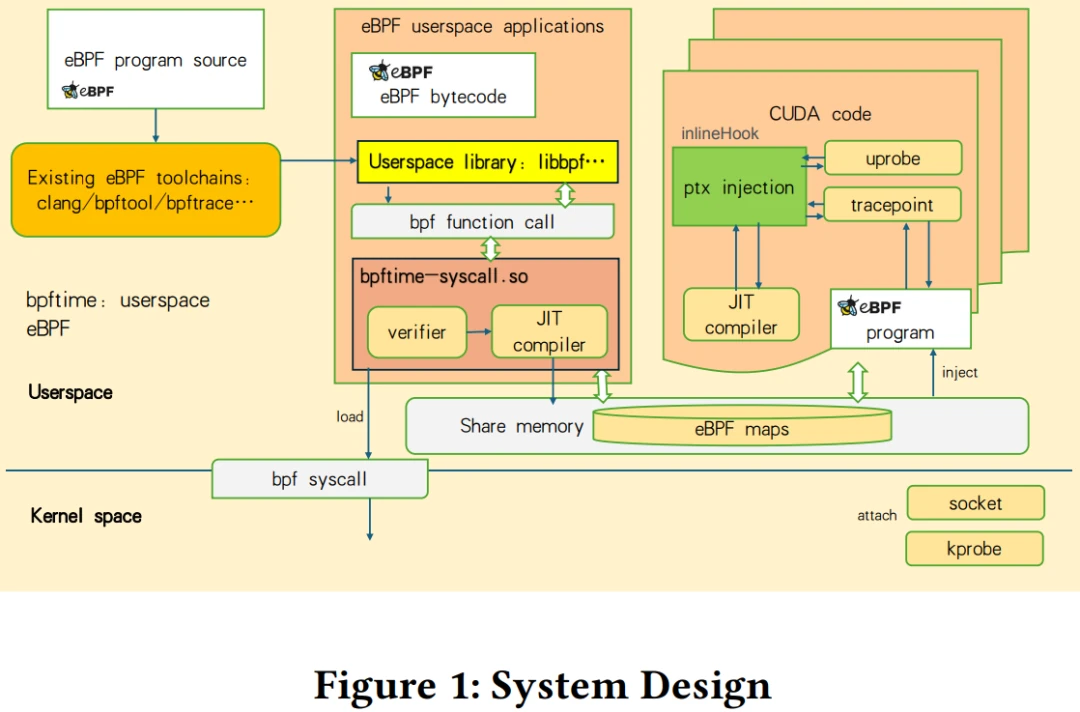 eBPF program source
eBPF
Existing eBPF toolchains:
clang/bpftool/bpftrace···
bpftime: userspace
eBPF
Userspace
eBPF userspace applications
eBPF
eBPF bytecode
Userspace library: libbpf···
bpf function call
bpftime-syscall.so
verifier
JIT
compiler
load
CUDA code
inlineHook
ptx injection
uprobe
tracepoint
JIT
compiler
eBPF
program
inject
Share memory
eBPF maps
bpf syscall
Kernel space
attach
socket
kprobe
Figure 1: System Design